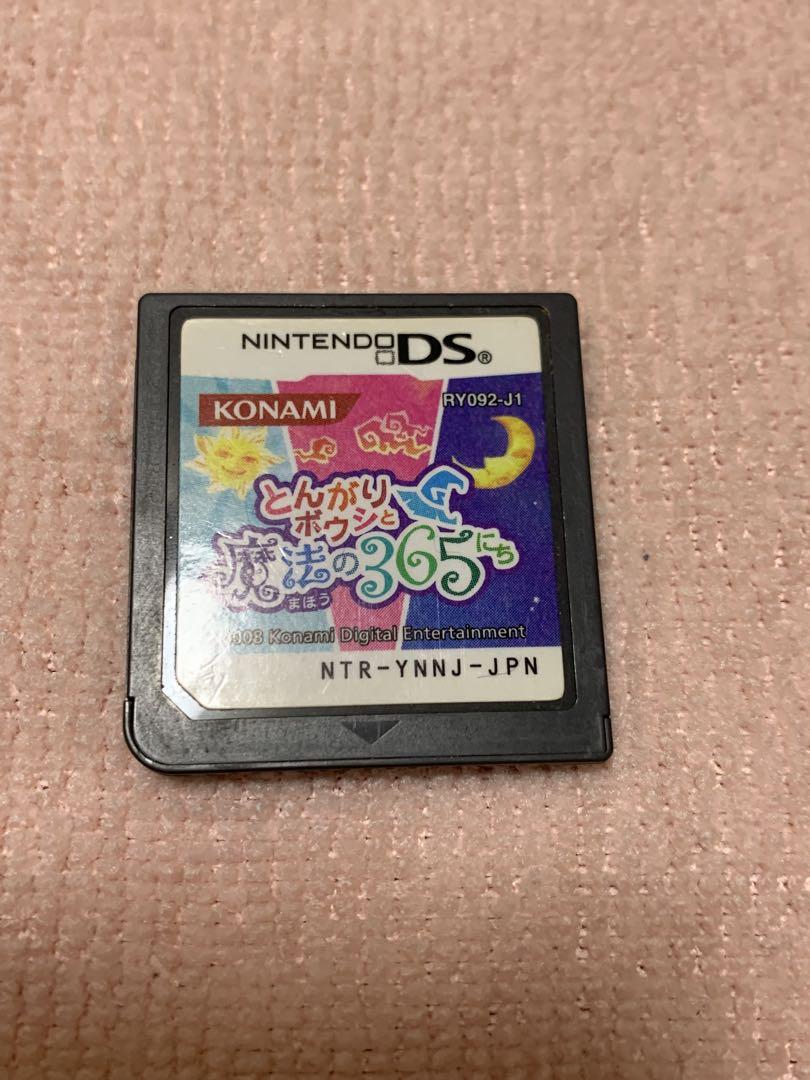 NINTENDO DS®
KONAMI
RY092-J1
とんがり
ボウシと
魔法の365にち
まほう
2008 Konami Digital Entertainment
NTR-YNNJ-JPN